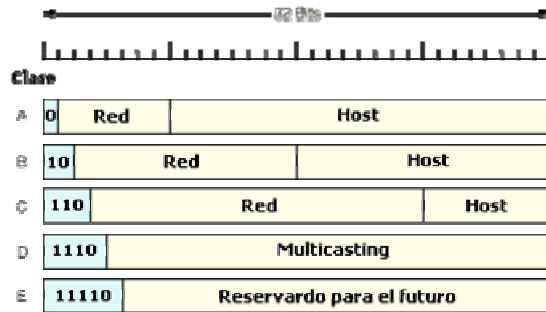 32 Bits
Clase
A 0 Red Host
B 10 Red Host
C 110 Red Host
D 1110 Multicasting
E 11110 Reservardo para el futuro